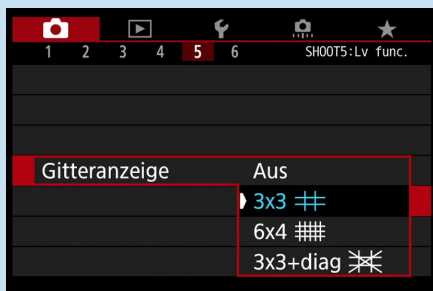 1 2 3 4 5 6 SHOOT5:Lv func.
Gitteranzeige Aus
3x3
6x4
3x3+diag